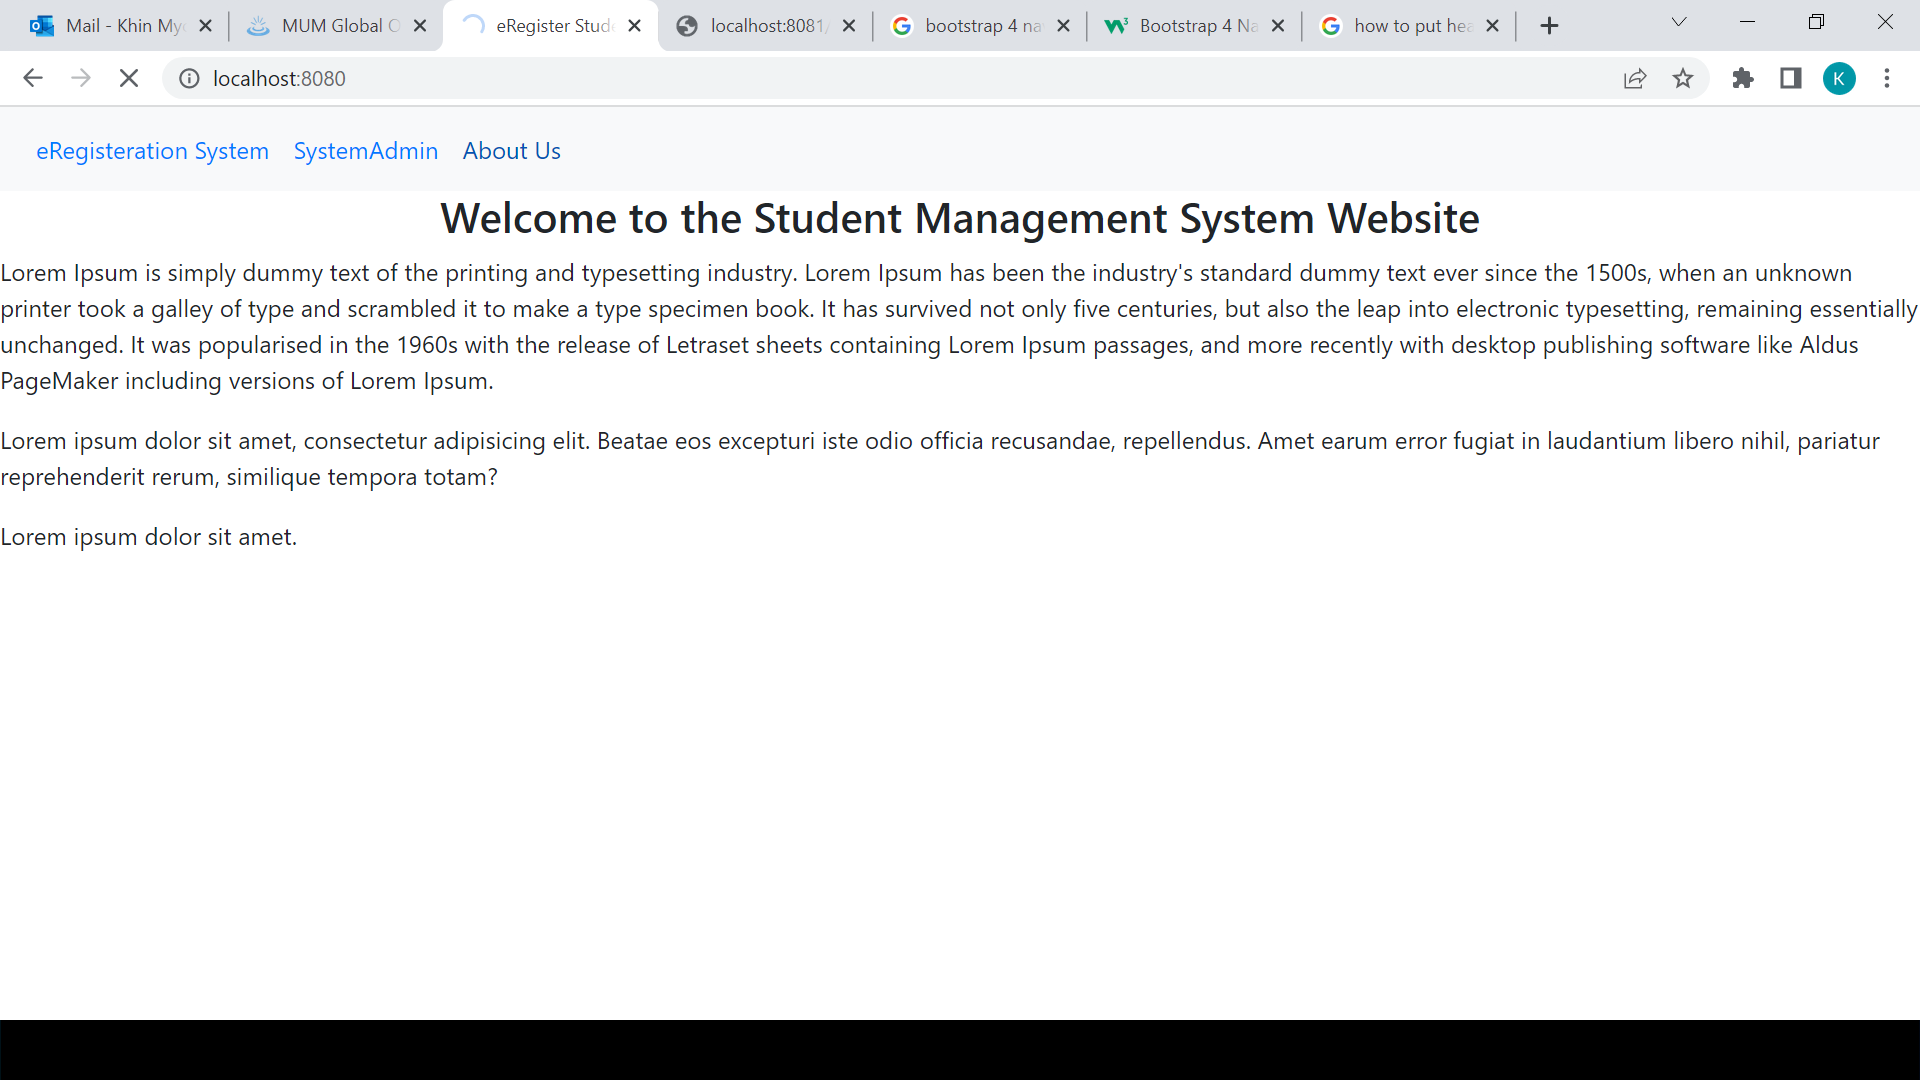 Mail - Khin My
MUM Global O
eRegister Stud
localhost:8081/
bootstrap 4 na
Bootstrap 4 Na
how to put hea
localhost:8080
K
eRegisteration System SystemAdmin About Us
Welcome to the Student Management System Website
Lorem Ipsum is simply dummy text of the printing and typesetting industry. Lorem Ipsum has been the industry's standard dummy text ever since the 1500s, when an unknown
printer took a galley of type and scrambled it to make a type specimen book. It has survived not only five centuries, but also the leap into electronic typesetting, remaining essentially
unchanged. It was popularised in the 1960s with the release of Letraset sheets containing Lorem Ipsum passages, and more recently with desktop publishing software like Aldus
PageMaker including versions of Lorem Ipsum.
Lorem ipsum dolor sit amet, consectetur adipisicing elit. Beatae eos excepturi iste odio officia recusandae, repellendus. Amet earum error fugiat in laudantium libero nihil, pariatur
reprehenderit rerum, similique tempora totam?
Lorem ipsum dolor sit amet.